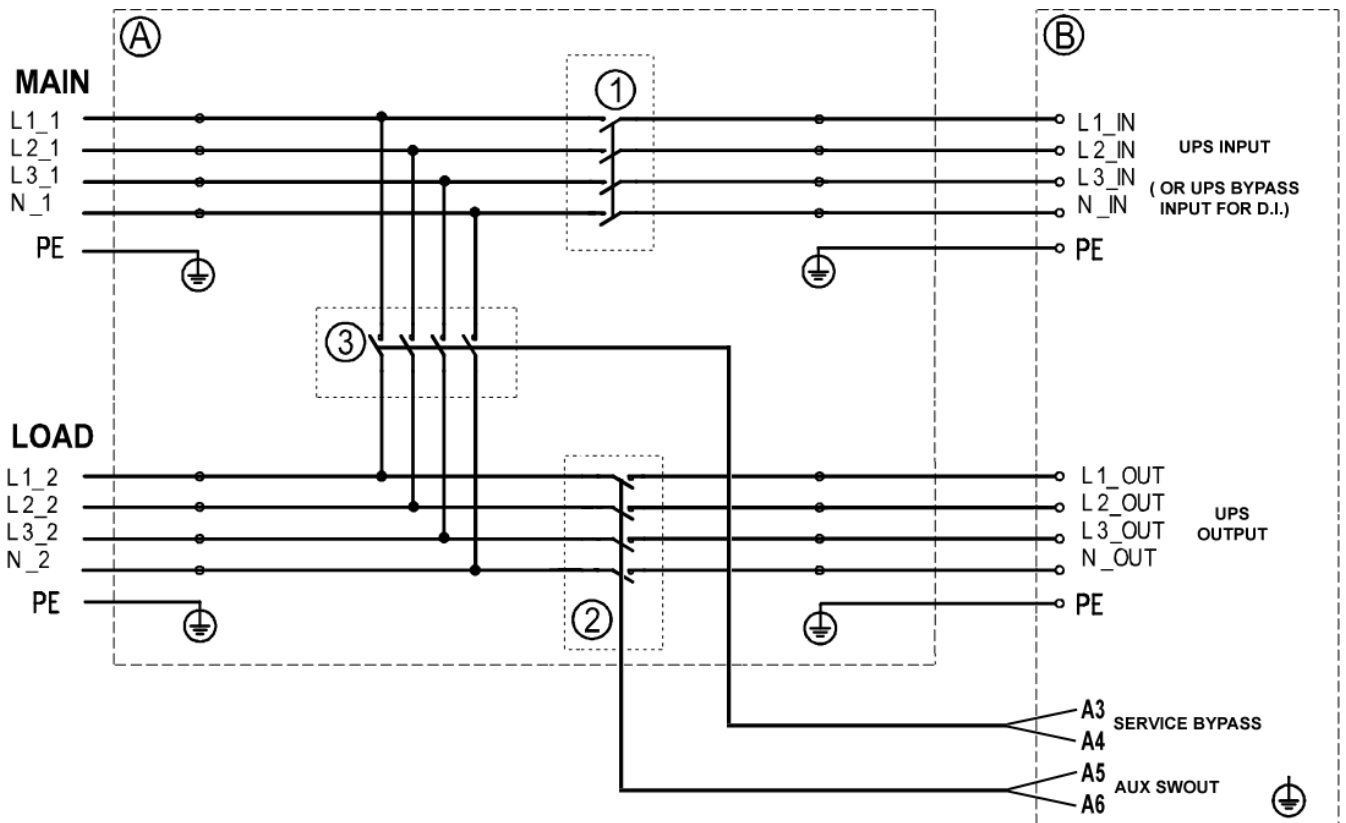 A
B
MAIN
1
L1_1
L2_1
L3_1
N_1
PE
L1_IN
L2_IN
L3_IN
N_IN
PE
UPS INPUT
( OR UPS BYPASS
INPUT FOR D.I.)
3
LOAD
L1_2
L2_2
L3_2
N_2
PE
2
L1_OUT
L2_OUT
L3_OUT
N_OUT
PE
UPS
OUTPUT
A3
A4
SERVICE BYPASS
A5
A6
AUX SWOUT